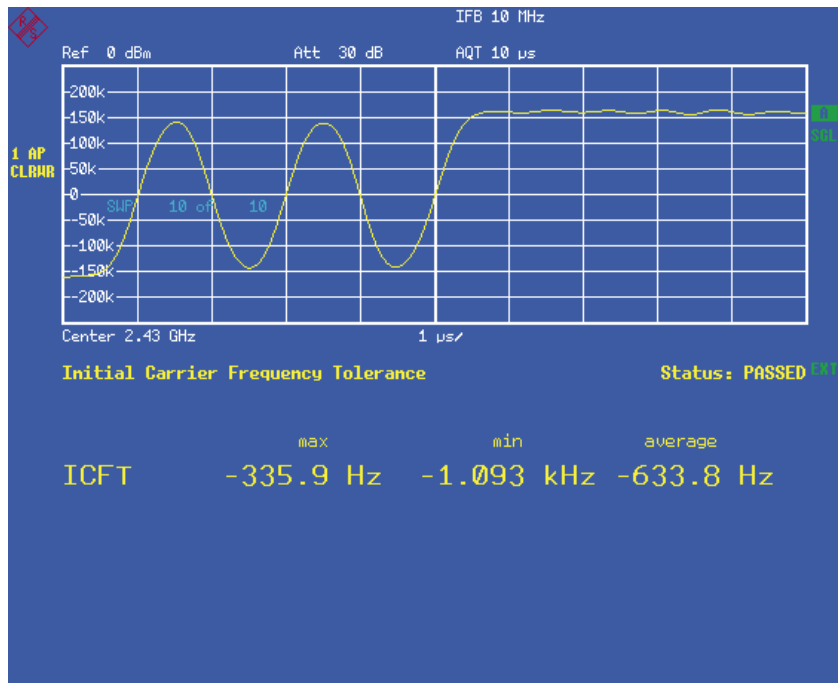 R S
IFB 10 MHz
Ref 0 dBm Att 30 dB AQT 10 µs
200k
150k
100k
50k
0
-50k
-100k
-150k
-200k
1 AP
CLRWR
SWP 10 of 10
A
SGL
Center 2.43 GHz 1 µs/
Initial Carrier Frequency Tolerance Status: PASSED EXT
max min average
ICFT -335.9 Hz -1.093 kHz -633.8 Hz